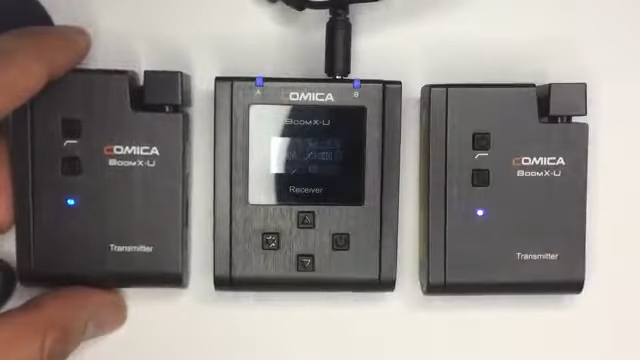 COMICA
BOOMX-U
Transmitter
A
B
COMICA
BOOMX-U
Receiver
COMICA
BOOMX-U
Transmitter